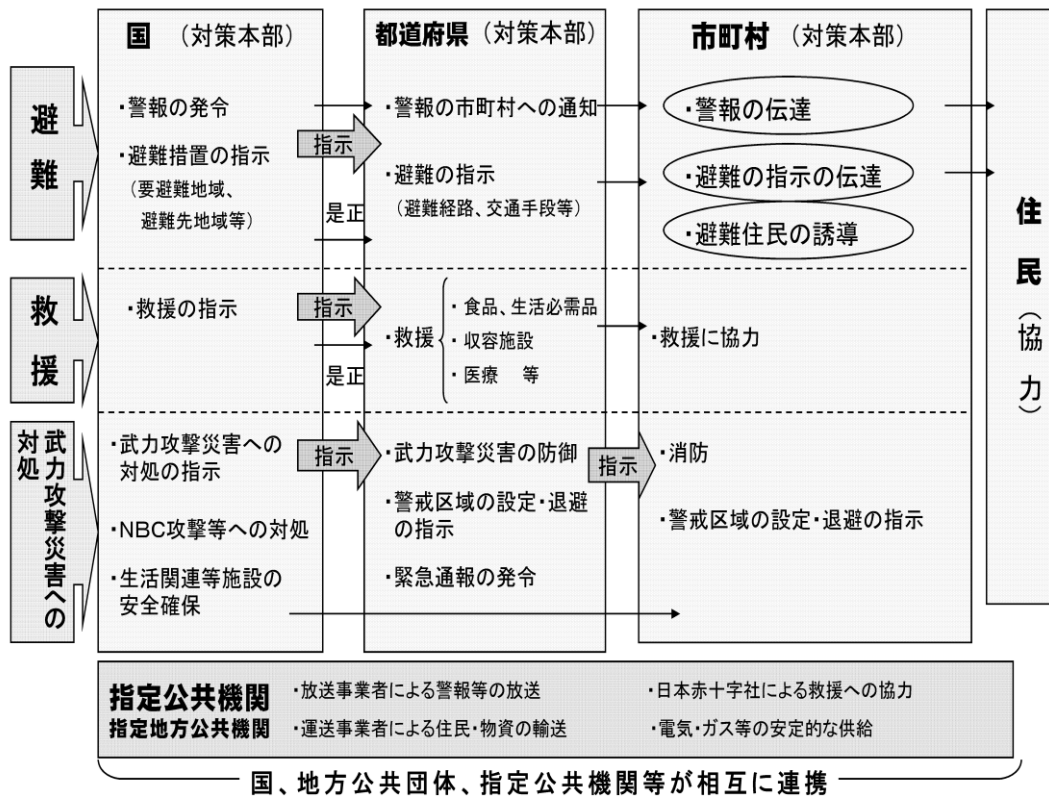 国 (対策本部)
都道府県 (対策本部)
市町村 (対策本部)
避難
・警報の発令
・避難措置の指示
(要避難地域、
避難先地域等)
指示
是正
・警報の市町村への通知
・避難の指示
(避難経路、交通手段等)
・警報の伝達
・避難の指示の伝達
・避難住民の誘導
救援
・救援の指示
指示
是正
・救援
・食品、生活必需品
・収容施設
・医療 等
・救援に協力
武力攻撃災害への
対処
・武力攻撃災害への
対処の指示
・NBC攻撃等への対処
・生活関連等施設の
安全確保
指示
・武力攻撃災害の防御
・警戒区域の設定・退避
の指示
・緊急通報の発令
指示
・消防
・警戒区域の設定・退避の指示
住民(協力)
指定公共機関
指定地方公共機関
・放送事業者による警報等の放送
・日本赤十字社による救援への協力
・運送事業者による住民・物資の輸送
・電気・ガス等の安定的な供給
国、地方公共団体、指定公共機関等が相互に連携